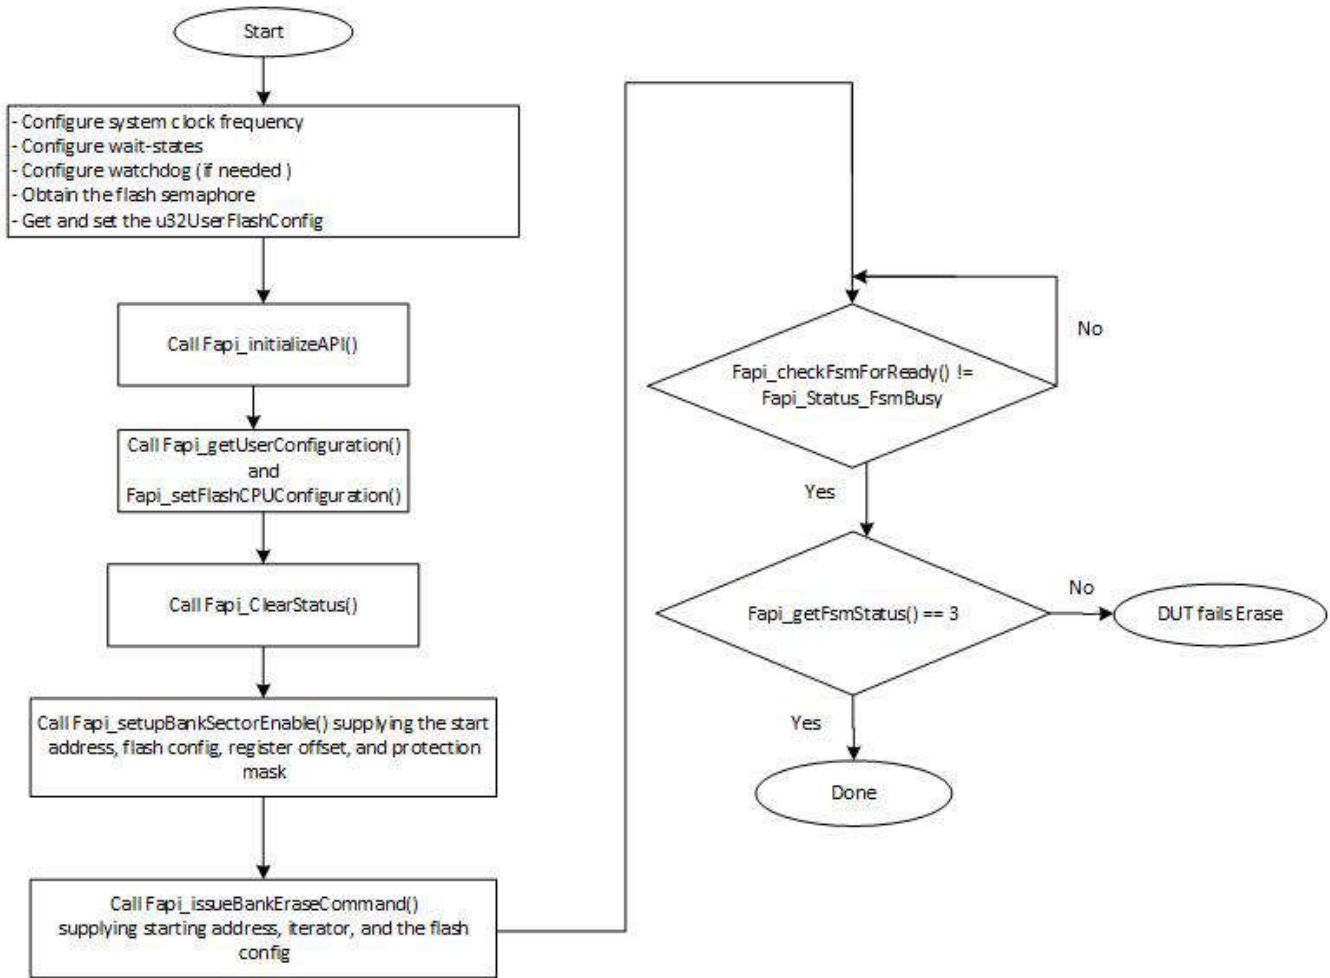 Start
- Configure system clock frequency
- Configure wait-states
- Configure watchdog (if needed )
- Obtain the flash semaphore
- Get and set the u32UserFlashConfig
Call Fapi_initializeAPI()
Call Fapi_getUserConfiguration()
and
Fapi_setFlashCPUConfiguration()
Call Fapi_ClearStatus()
Call Fapi_setupBankSectorEnable() supplying the start
address, flash config, register offset, and protection
mask
Call Fapi_issueBankEraseCommand()
supplying starting address, iterator, and the flash
config
Fapi_checkFsmForReady() !=
Fapi_Status_FsmBusy
No
Yes
Fapi_getFsmStatus() == 3
No
DUT fails Erase
Yes
Done